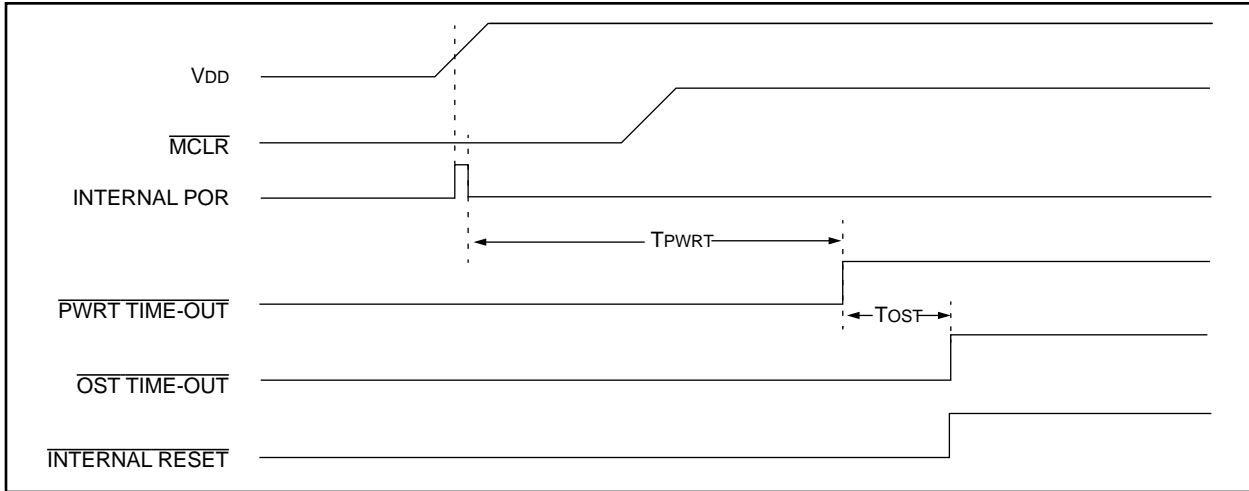 VDD
MCLR
INTERNAL POR
TPWRT
PWRT TIME-OUT
TOST
OST TIME-OUT
INTERNAL RESET